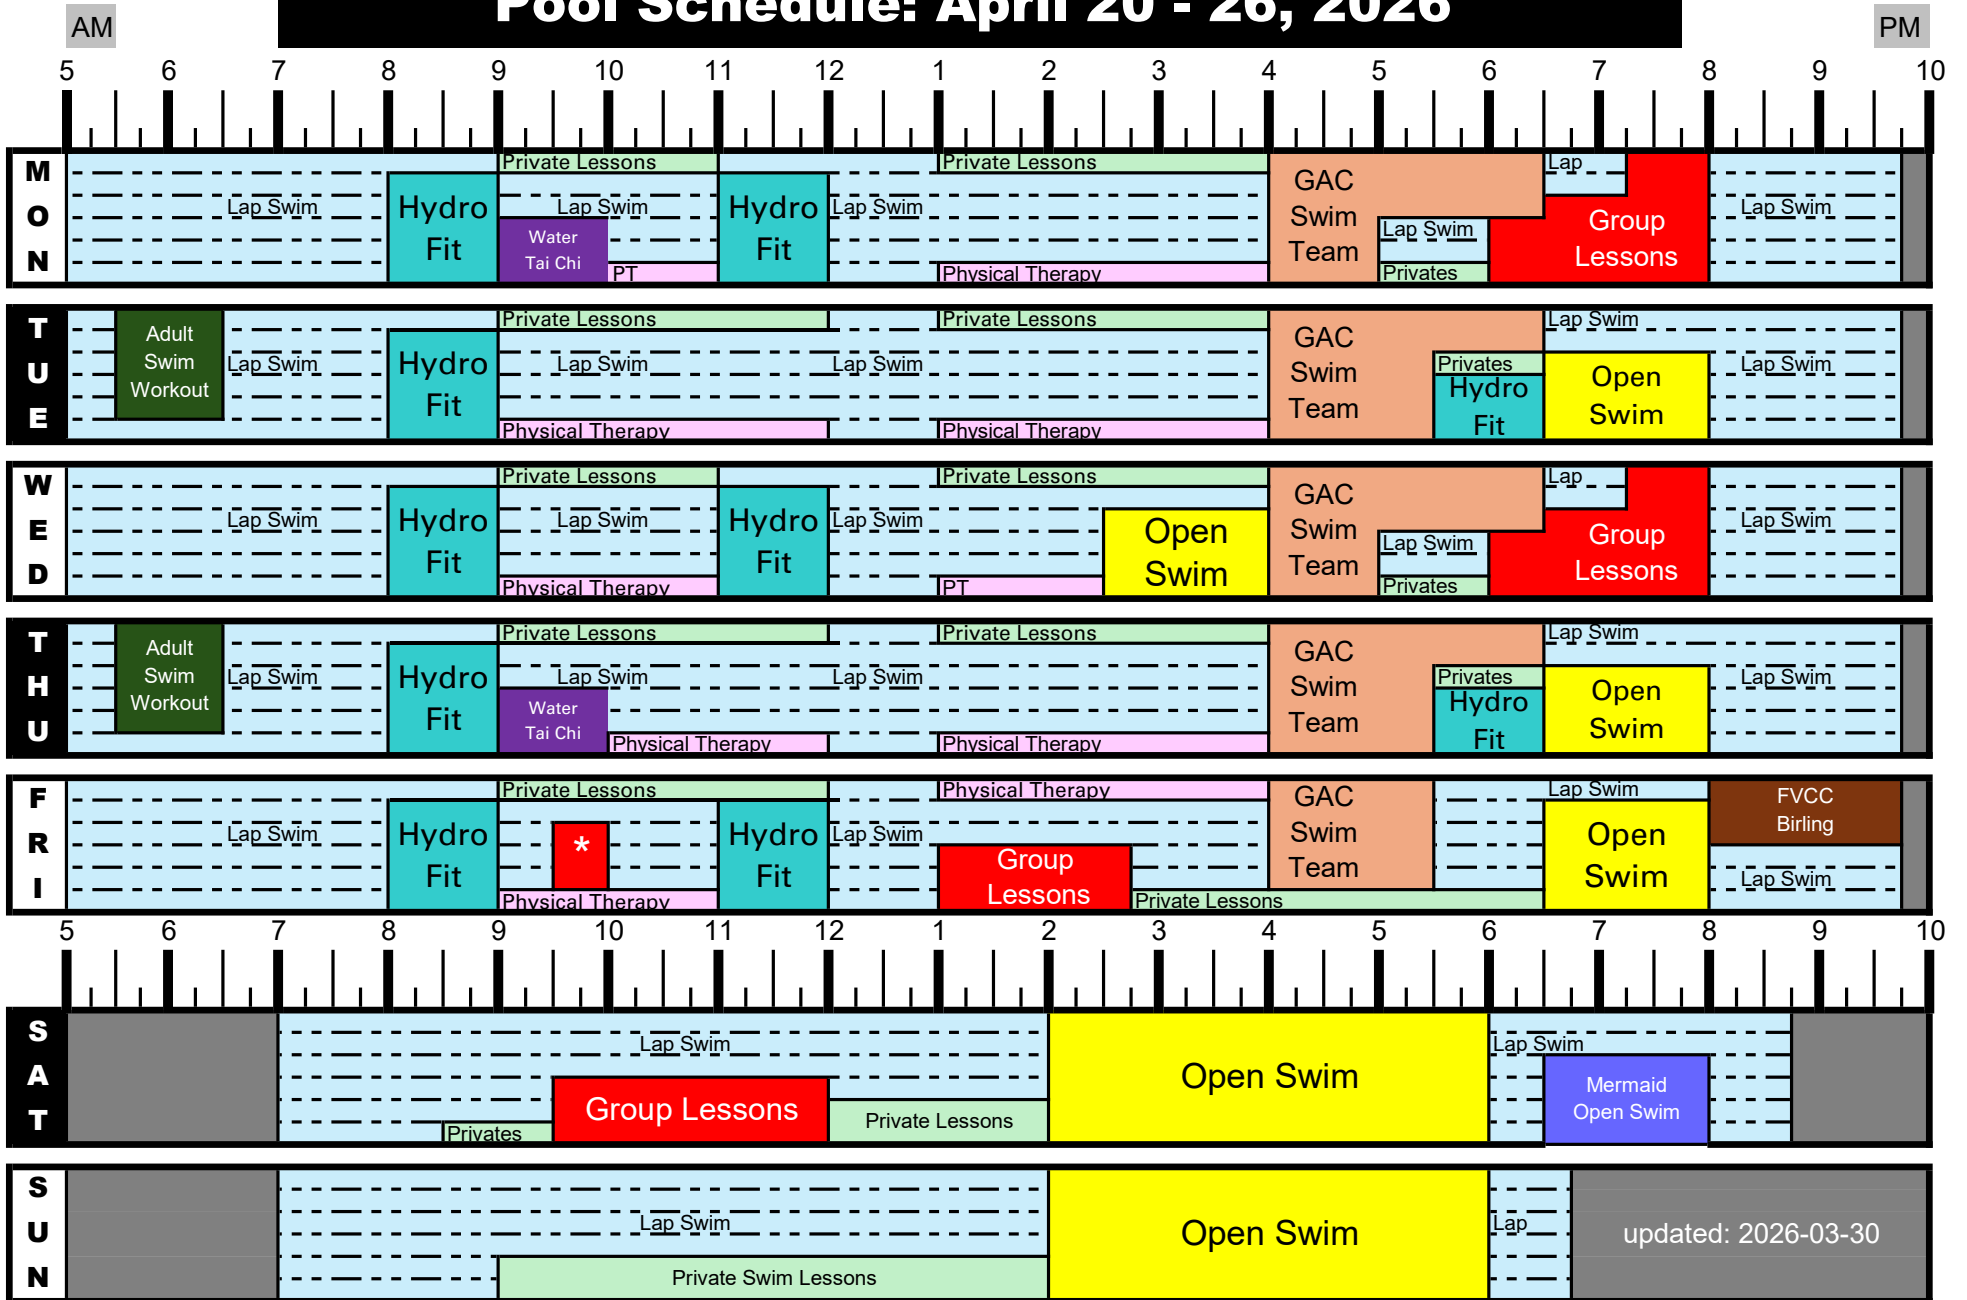 Pool Schedule: April 20 - 26, 2026
AM
PM
5 6 7 8 9 10 11 12 1 2 3 4 5 6 7 8 9 10
MON
Private Lessons
Private Lessons
Lap
Lap Swim
Hydro
Fit
Lap Swim
Water
Tai Chi
PT
Hydro
Fit
Lap Swim
Physical Therapy
GAC
Swim
Team
Lap Swim
Privates
Group
Lessons
Lap Swim
TUE
Adult
Swim
Workout
Lap Swim
Hydro
Fit
Private Lessons
Lap Swim
Physical Therapy
Lap Swim
Private Lessons
Physical Therapy
GAC
Swim
Team
Privates
Hydro
Fit
Lap Swim
Open
Swim
Lap Swim
WED
Lap Swim
Hydro
Fit
Private Lessons
Lap Swim
Physical Therapy
Hydro
Fit
Lap Swim
Private Lessons
PT
Open
Swim
GAC
Swim
Team
Lap Swim
Privates
Lap
Group
Lessons
Lap Swim
THU
Adult
Swim
Workout
Lap Swim
Hydro
Fit
Private Lessons
Lap Swim
Water
Tai Chi
Physical Therapy
Lap Swim
Private Lessons
Physical Therapy
GAC
Swim
Team
Privates
Hydro
Fit
Lap Swim
Open
Swim
Lap Swim
FRI
Lap Swim
Hydro
Fit
Private Lessons
*
Physical Therapy
Hydro
Fit
Lap Swim
Physical Therapy
Group
Lessons
Private Lessons
GAC
Swim
Team
Lap Swim
Open
Swim
FVCC
Birling
Lap Swim
5 6 7 8 9 10 11 12 1 2 3 4 5 6 7 8 9 10
SAT
Lap Swim
Privates
Group Lessons
Private Lessons
Open Swim
Lap Swim
Mermaid
Open Swim
SUN
Lap Swim
Private Swim Lessons
Open Swim
Lap
updated: 2026-03-30